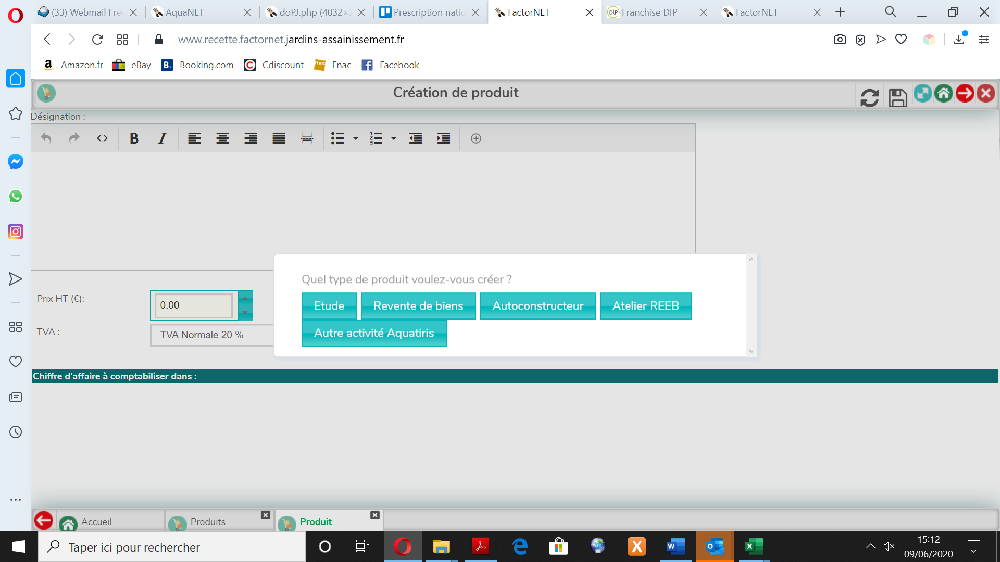 (33) Webmail Fre
AquaNET
doPJ.php (4032×
Prescription natio
FactorNET
Franchise DIP
FactorNET
www.recette.factornet.jardins-assainissement.fr
Amazon.fr
eBay
Booking.com
Cdiscount
Fnac
Facebook
Création de produit
Désignation :
Quel type de produit voulez-vous créer ?
Prix HT (€):
0.00
Etude
Revente de biens
Autoconstructeur
Atelier REEB
TVA :
TVA Normale 20 %
Autre activité Aquatiris
Chiffre d'affaire à comptabiliser dans :
Accueil
Produits
Produit
Taper ici pour rechercher
15:12
09/06/2020